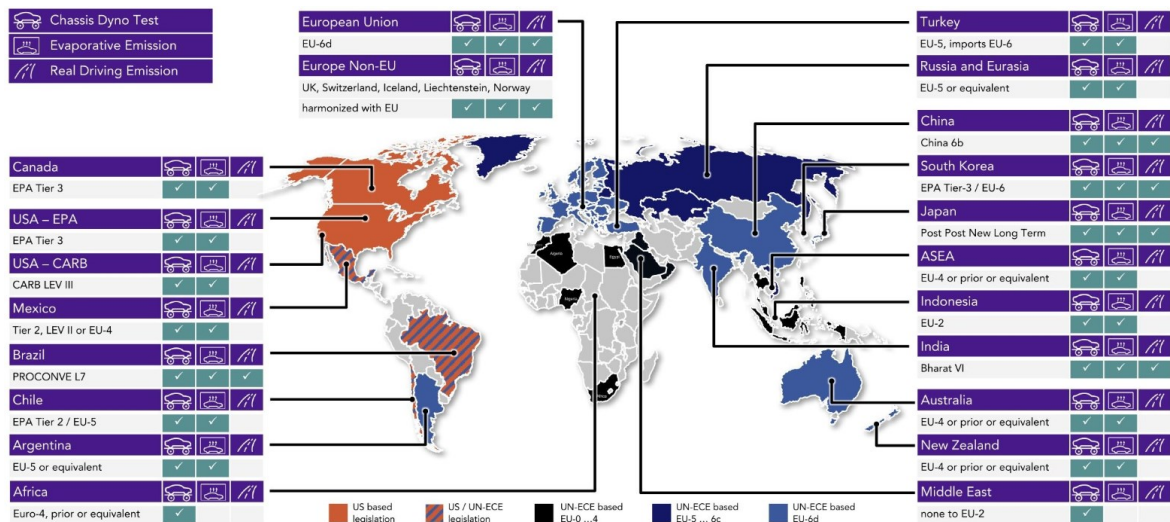 Chassis Dyno Test
Evaporative Emission
Real Driving Emission
European Union
EU-6d
Europe Non-EU
UK, Switzerland, Iceland, Liechtenstein, Norway
harmonized with EU
Canada
EPA Tier 3
USA – EPA
EPA Tier 3
USA – CARB
CARB LEV III
Mexico
Tier 2, LEV II or EU-4
Brazil
PROCONVE L7
Chile
EPA Tier 2 / EU-5
Argentina
EU-5 or equivalent
Africa
Euro-4, prior or equivalent
Algeria
Egypt
Nigeria
Turkey
EU-5, imports EU-6
Russia and Eurasia
EU-5 or equivalent
China
China 6b
South Korea
EPA Tier-3 / EU-6
Japan
Post Post New Long Term
ASEA
EU-4 or prior or equivalent
Indonesia
EU-2
India
Bharat VI
Australia
EU-4 or prior or equivalent
New Zealand
EU-4 or prior or equivalent
Middle East
none to EU-2
US based
legislation
US / UN-ECE
legislation
UN-ECE based
EU-0 ...4
UN-ECE based
EU-5 ... 6c
UN-ECE based
EU-6d